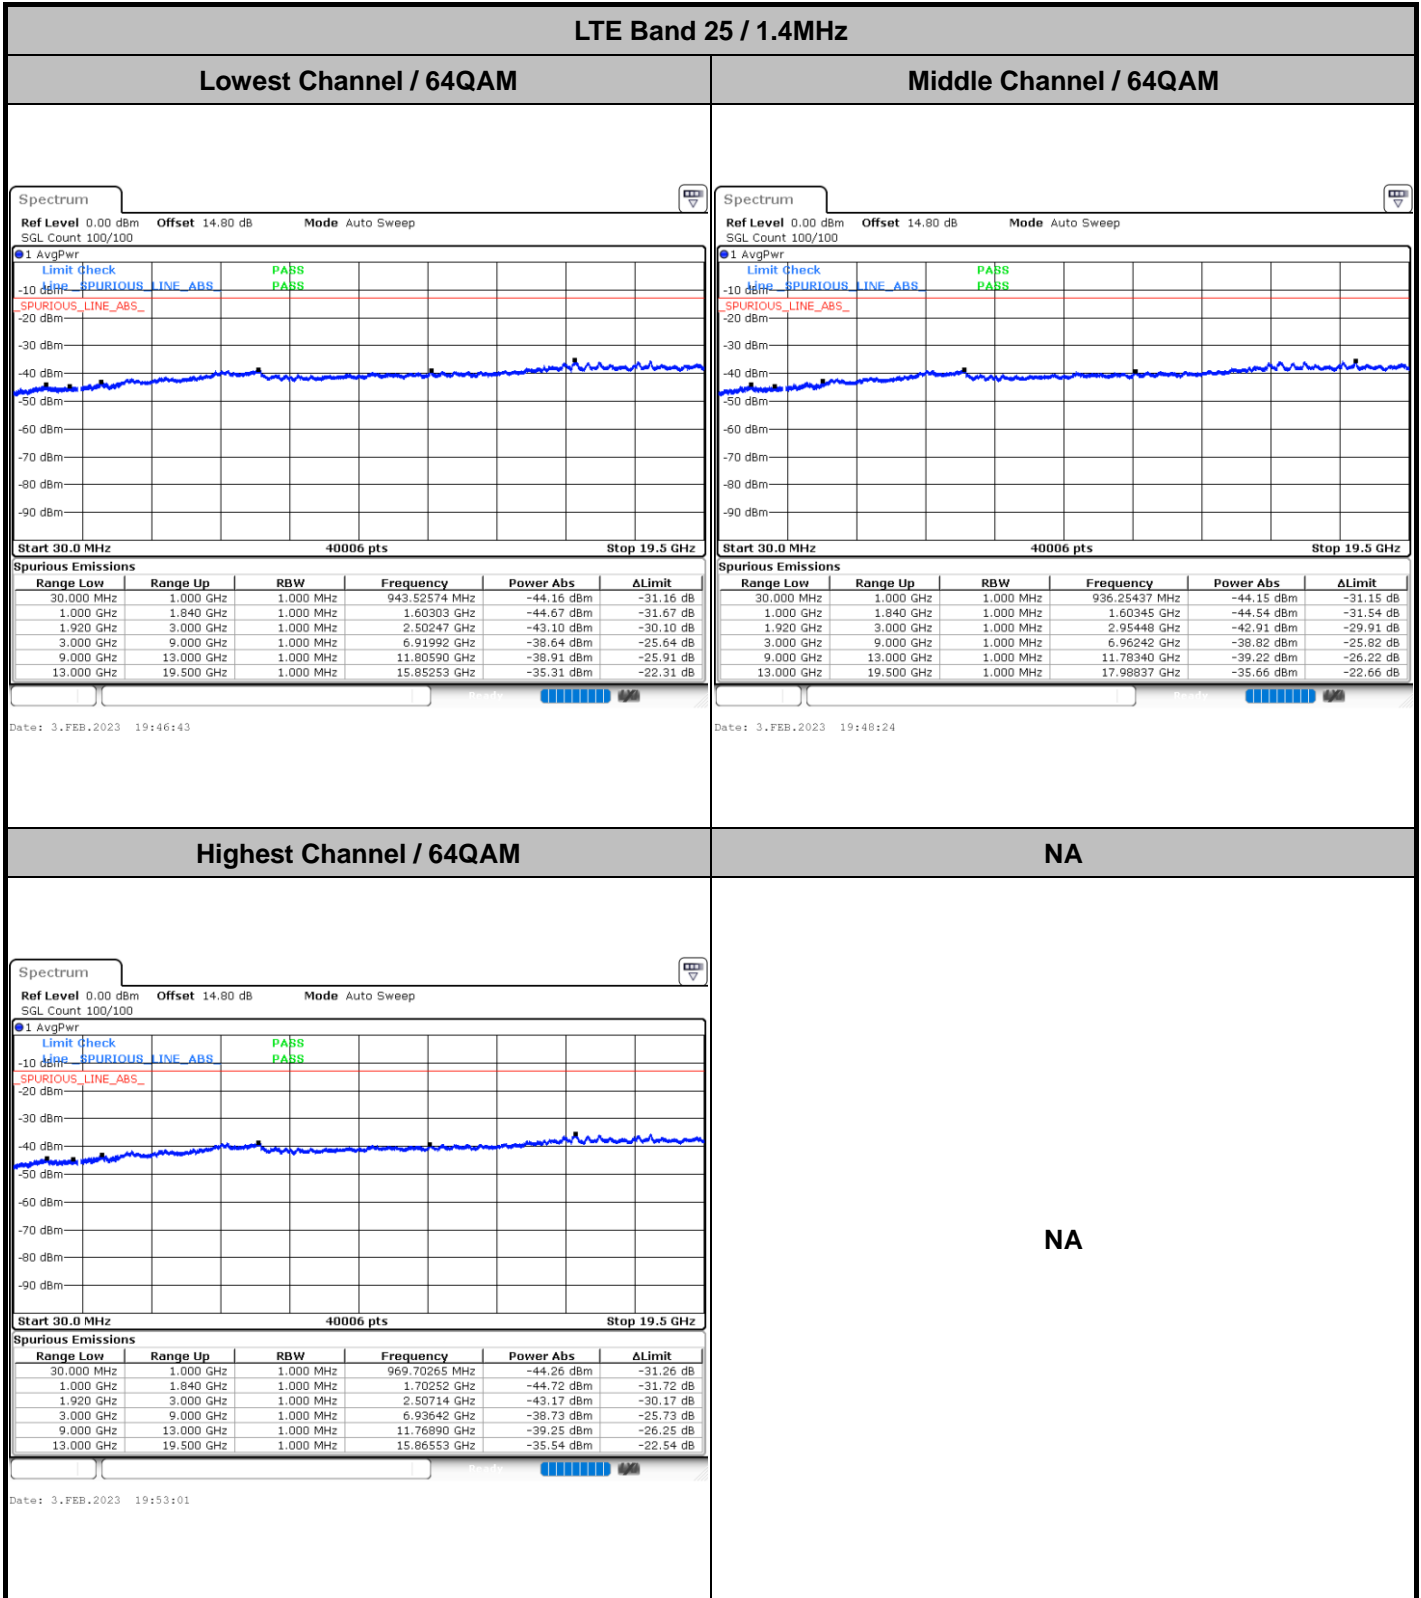 LTE Band 25 / 1.4MHz
Lowest Channel / 64QAM
Middle Channel / 64QAM
Spectrum
Ref Level 0.00 dBm Offset 14.80 dB Mode Auto Sweep
SGL Count 100/100
1 AvgPwr
Limit Check PASS
Line _SPURIOUS_LINE_ABS_ PASS
-10 dBm
_SPURIOUS_LINE_ABS_
-20 dBm
-30 dBm
-40 dBm
-50 dBm
-60 dBm
-70 dBm
-80 dBm
-90 dBm
Start 30.0 MHz 40006 pts Stop 19.5 GHz
Spurious Emissions
Range Low Range Up RBW Frequency Power Abs ΔLimit
30.000 MHz 1.000 GHz 1.000 MHz 943.52574 MHz -44.16 dBm -31.16 dB
1.000 GHz 1.840 GHz 1.000 MHz 1.60303 GHz -44.67 dBm -31.67 dB
1.920 GHz 3.000 GHz 1.000 MHz 2.50247 GHz -43.10 dBm -30.10 dB
3.000 GHz 9.000 GHz 1.000 MHz 6.91992 GHz -38.64 dBm -25.64 dB
9.000 GHz 13.000 GHz 1.000 MHz 11.80590 GHz -38.91 dBm -25.91 dB
13.000 GHz 19.500 GHz 1.000 MHz 15.85253 GHz -35.31 dBm -22.31 dB
Ready
Date: 3.FEB.2023 19:46:43
Spectrum
Ref Level 0.00 dBm Offset 14.80 dB Mode Auto Sweep
SGL Count 100/100
1 AvgPwr
Limit Check PASS
Line _SPURIOUS_LINE_ABS_ PASS
-10 dBm
_SPURIOUS_LINE_ABS_
-20 dBm
-30 dBm
-40 dBm
-50 dBm
-60 dBm
-70 dBm
-80 dBm
-90 dBm
Start 30.0 MHz 40006 pts Stop 19.5 GHz
Spurious Emissions
Range Low Range Up RBW Frequency Power Abs ΔLimit
30.000 MHz 1.000 GHz 1.000 MHz 936.25437 MHz -44.15 dBm -31.15 dB
1.000 GHz 1.840 GHz 1.000 MHz 1.60345 GHz -44.54 dBm -31.54 dB
1.920 GHz 3.000 GHz 1.000 MHz 2.95448 GHz -42.91 dBm -29.91 dB
3.000 GHz 9.000 GHz 1.000 MHz 6.96242 GHz -38.82 dBm -25.82 dB
9.000 GHz 13.000 GHz 1.000 MHz 11.78340 GHz -39.22 dBm -26.22 dB
13.000 GHz 19.500 GHz 1.000 MHz 17.98837 GHz -35.66 dBm -22.66 dB
Ready
Date: 3.FEB.2023 19:48:24
Highest Channel / 64QAM
NA
Spectrum
Ref Level 0.00 dBm Offset 14.80 dB Mode Auto Sweep
SGL Count 100/100
1 AvgPwr
Limit Check PASS
Line _SPURIOUS_LINE_ABS_ PASS
-10 dBm
_SPURIOUS_LINE_ABS_
-20 dBm
-30 dBm
-40 dBm
-50 dBm
-60 dBm
-70 dBm
-80 dBm
-90 dBm
Start 30.0 MHz 40006 pts Stop 19.5 GHz
Spurious Emissions
Range Low Range Up RBW Frequency Power Abs ΔLimit
30.000 MHz 1.000 GHz 1.000 MHz 969.70265 MHz -44.26 dBm -31.26 dB
1.000 GHz 1.840 GHz 1.000 MHz 1.70252 GHz -44.72 dBm -31.72 dB
1.920 GHz 3.000 GHz 1.000 MHz 2.50714 GHz -43.17 dBm -30.17 dB
3.000 GHz 9.000 GHz 1.000 MHz 6.93642 GHz -38.73 dBm -25.73 dB
9.000 GHz 13.000 GHz 1.000 MHz 11.76890 GHz -39.25 dBm -26.25 dB
13.000 GHz 19.500 GHz 1.000 MHz 15.86553 GHz -35.54 dBm -22.54 dB
Ready
Date: 3.FEB.2023 19:53:01
NA